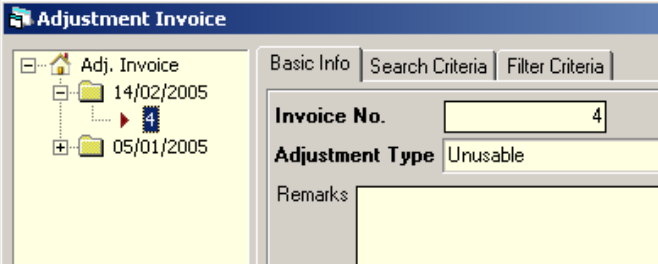 Adjustment Invoice
Adj. Invoice
14/02/2005
4
05/01/2005
Basic Info Search Criteria Filter Criteria
Invoice No. 4
Adjustment Type Unusable
Remarks